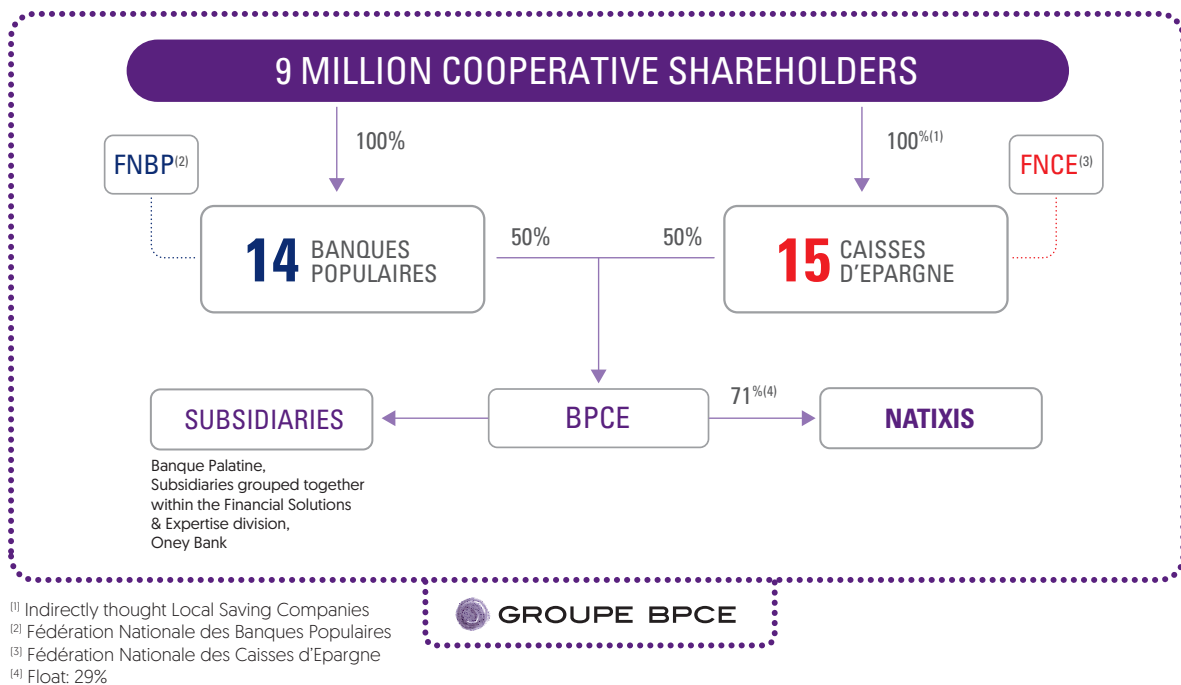 9 MILLION COOPERATIVE SHAREHOLDERS
100%
100%(1)
FNBP(2)
FNCE(3)
14 BANQUES
POPULAIRES
50%
50%
15 CAISSES
D'EPARGNE
SUBSIDIARIES
BPCE
71%(4)
NATIXIS
Banque Palatine,
Subsidiaries grouped together
within the Financial Solutions
& Expertise division,
Oney Bank
GROUPE BPCE
(1) Indirectly thought Local Saving Companies
(2) Fédération Nationale des Banques Populaires
(3) Fédération Nationale des Caisses d'Epargne
(4) Float: 29%